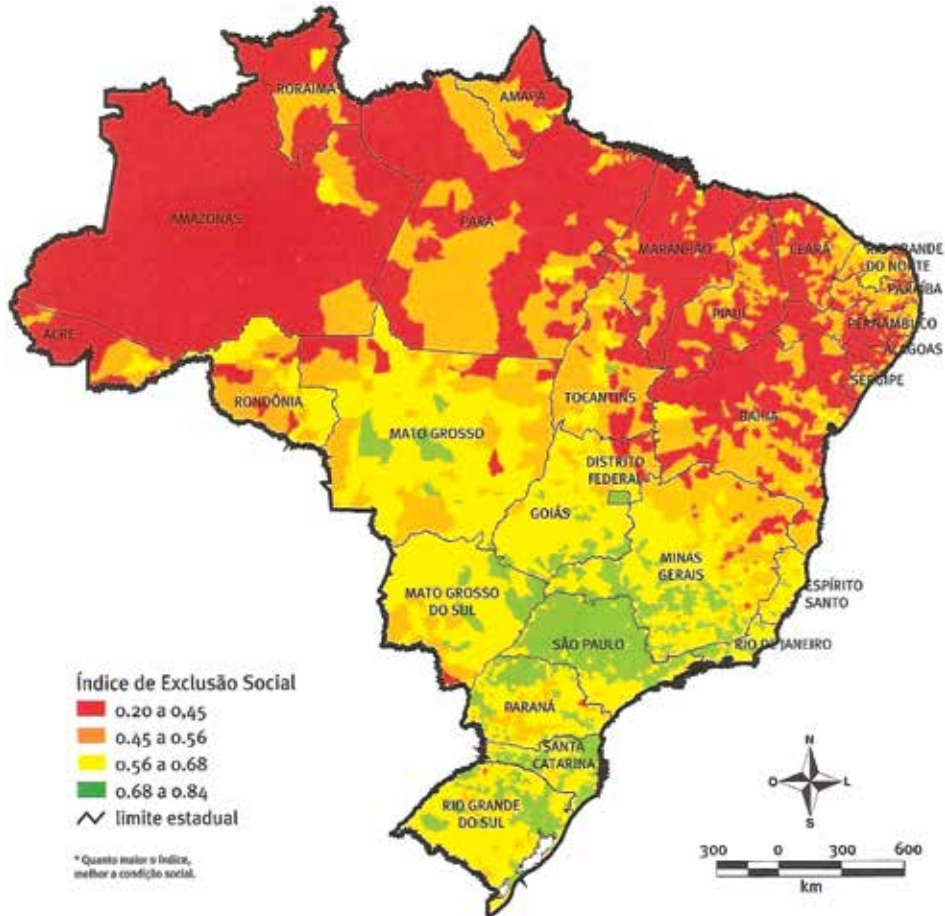 RORAIMA
AMAPÁ
AMAZONAS
PARÁ
MARANHÃO
CEARÁ
RIO GRANDE
DO NORTE
PARAÍBA
PIAUÍ
PERNAMBUCO
ACRE
ALAGOAS
SERGIPE
RONDÔNIA
TOCANTINS
BAHIA
MATO GROSSO
DISTRITO
FEDERAL
GOIÁS
MINAS
GERAIS
ESPÍRITO
SANTO
MATO GROSSO
DO SUL
SÃO PAULO
RIO DE JANEIRO
PARANÁ
SANTA
CATARINA
RIO GRANDE
DO SUL
Índice de Exclusão Social
0.20 a 0,45
0.45 a 0.56
0.56 a 0.68
0.68 a 0.84
limite estadual
* Quanto maior o índice,
melhor a condição social.
N
O L
S
300 0 300 600
km